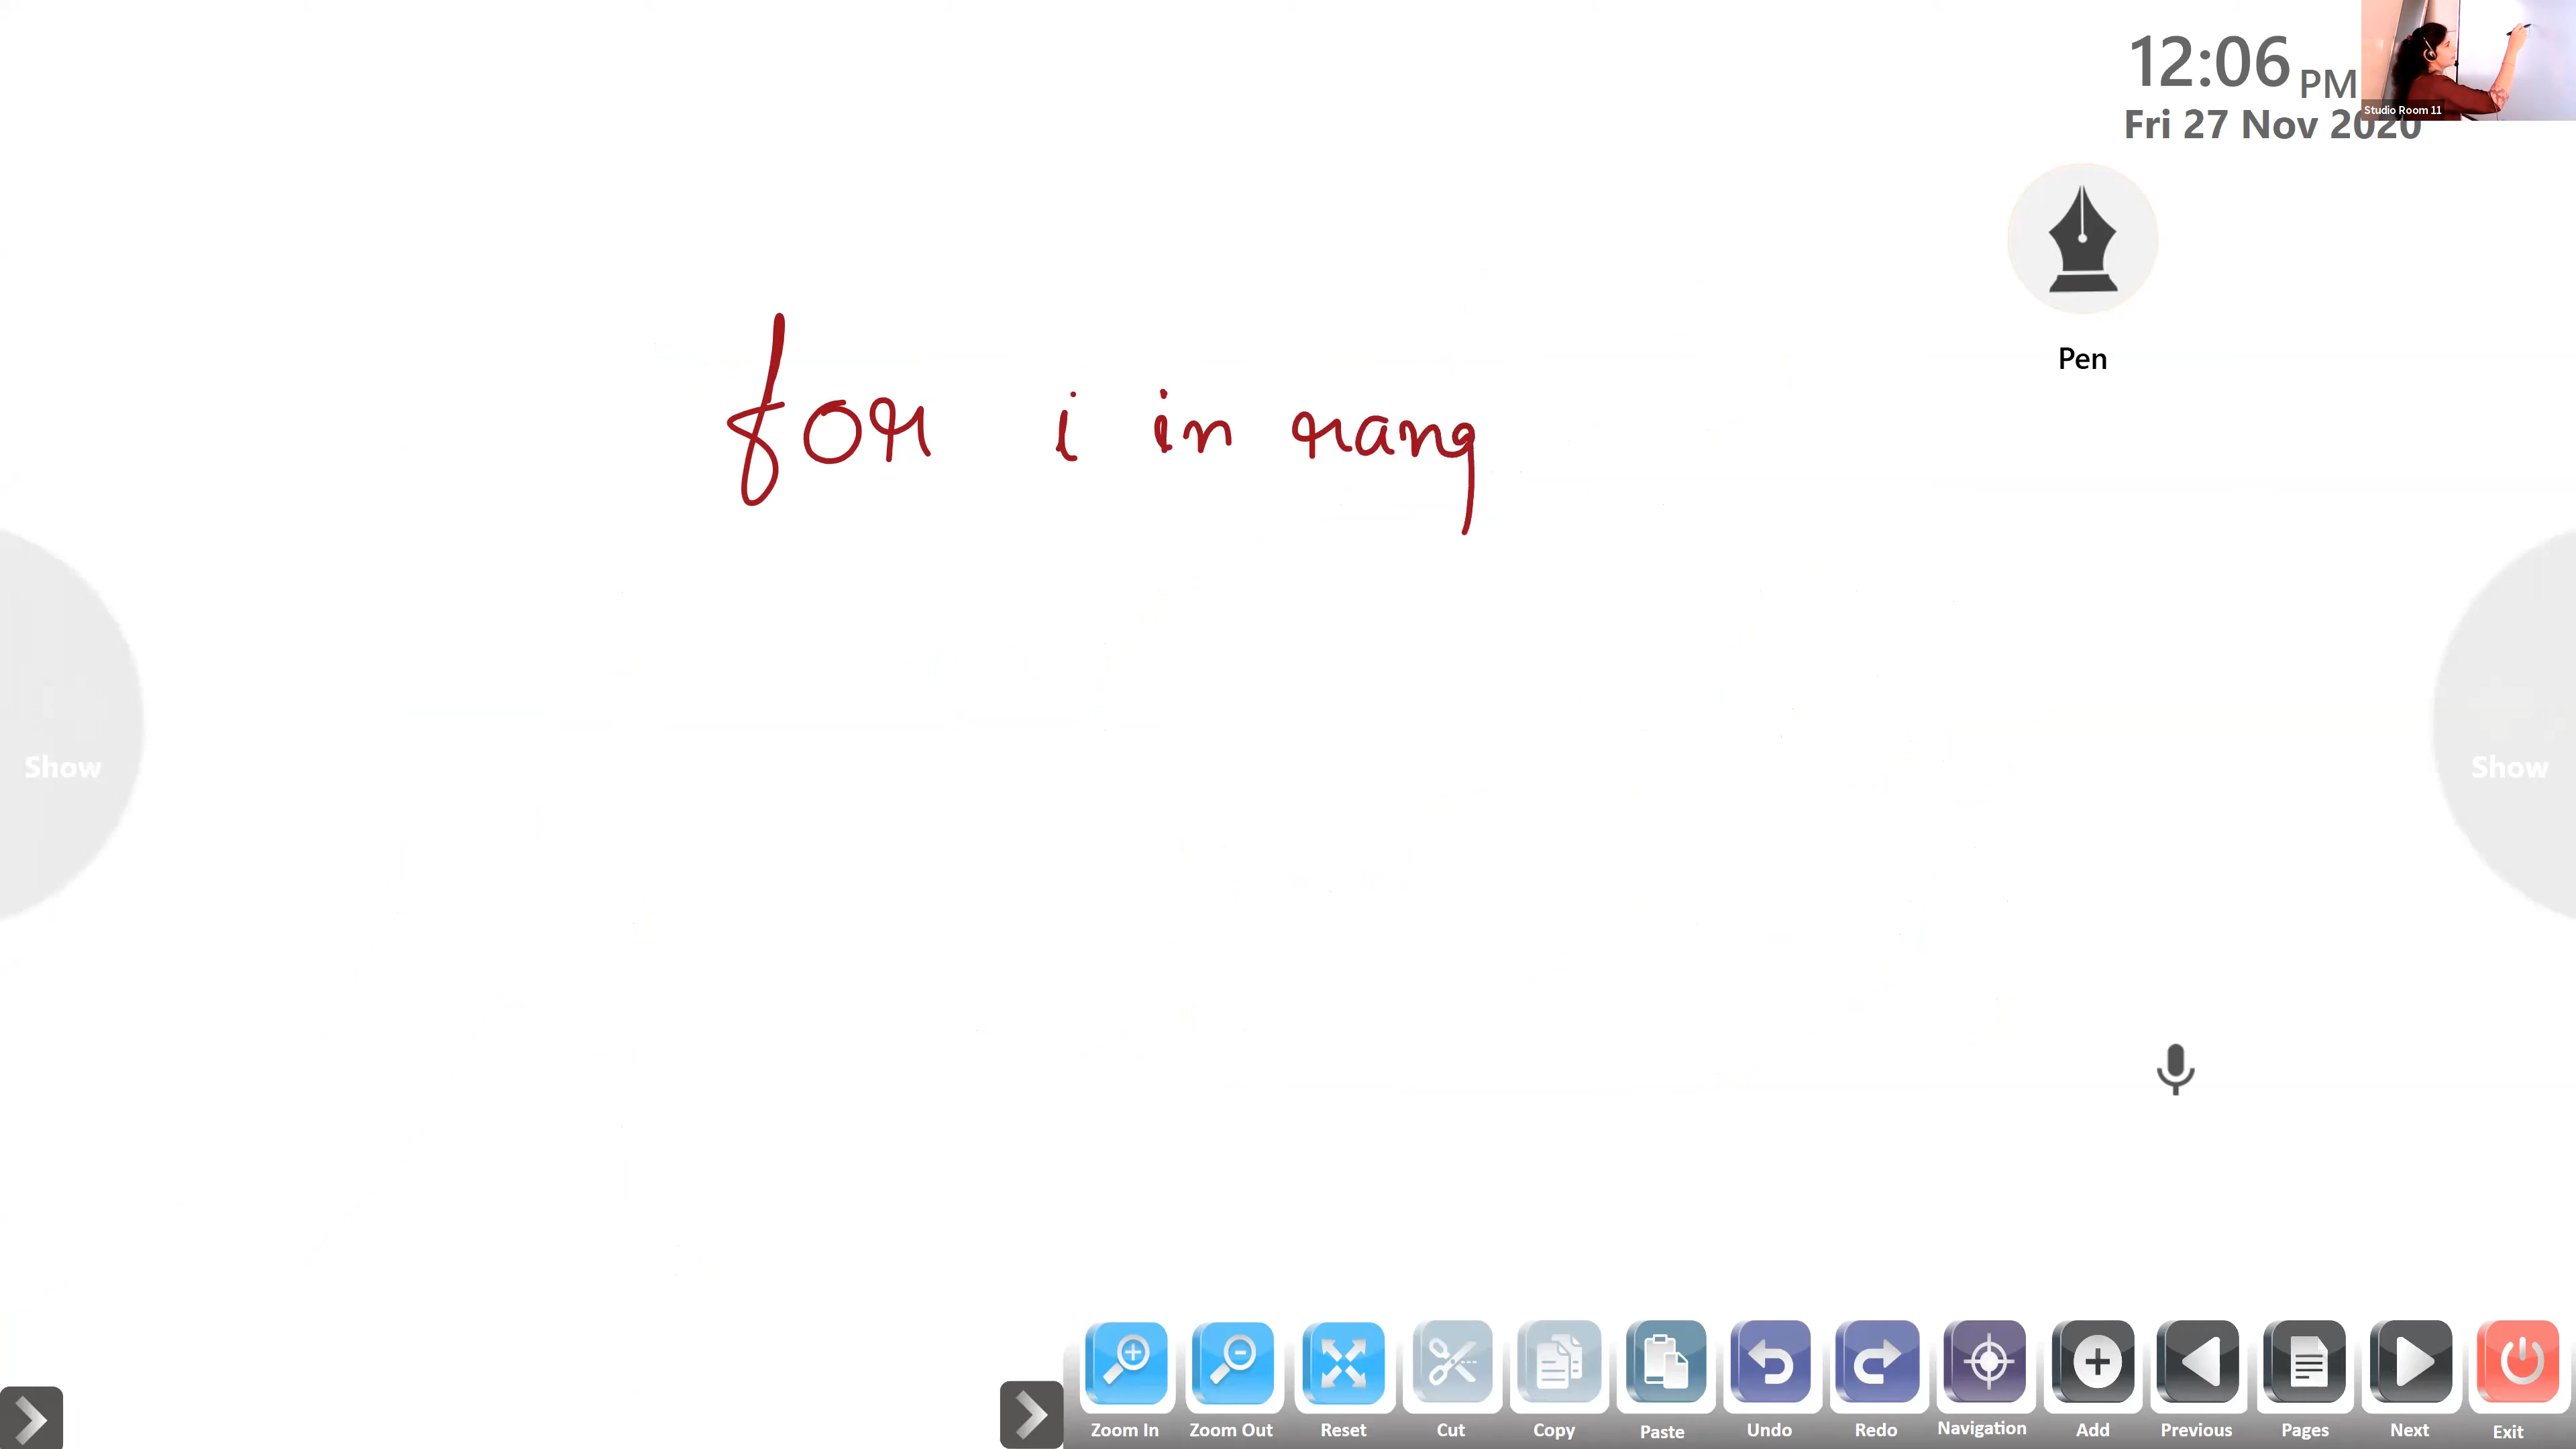 12:06 PM
Studio Room 11
Fri 27 Nov 2020
Pen
for i in rang
Show
Show
Zoom In
Zoom Out
Reset
Cut
Copy
Paste
Undo
Redo
Navigation
Add
Previous
Pages
Next
Exit